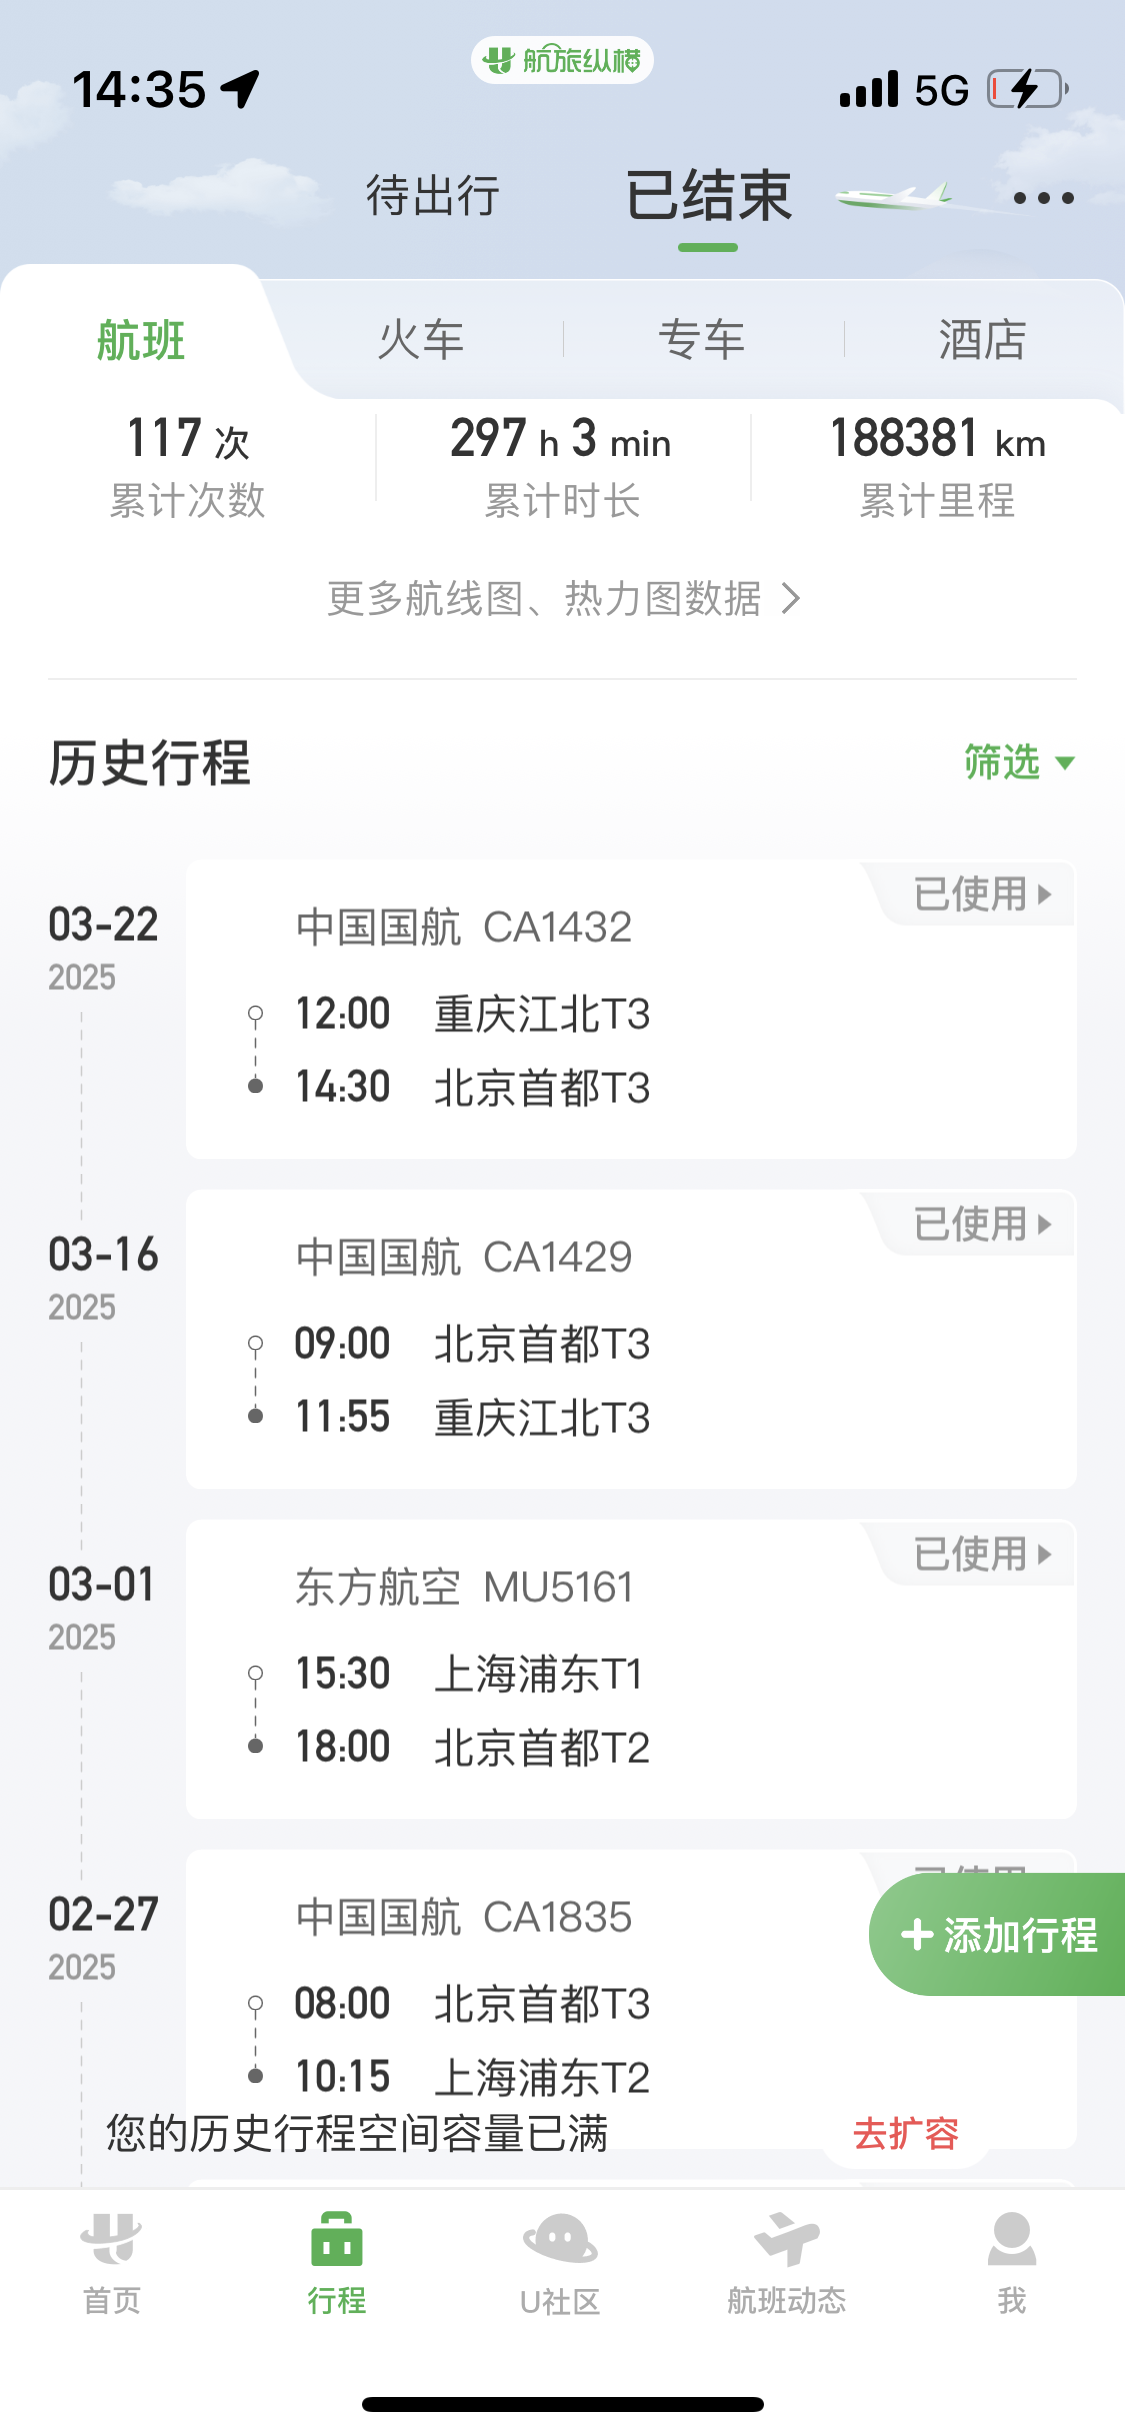 航旅纵横
14:35
5G
待出行 已结束
航班 火车 专车 酒店
117 次 297 h 3 min 188381 km
累计次数 累计时长 累计里程
更多航线图、热力图数据
历史行程 筛选
已使用
03-22 中国国航 CA1432
2025
12:00 重庆江北T3
14:30 北京首都T3
已使用
03-16 中国国航 CA1429
2025
09:00 北京首都T3
11:55 重庆江北T3
已使用
03-01 东方航空 MU5161
2025
15:30 上海浦东T1
18:00 北京首都T2
已使用
02-27 中国国航 CA1835
添加行程
2025
08:00 北京首都T3
10:15 上海浦东T2
您的历史行程空间容量已满 去扩容
首页 行程 U社区 航班动态 我